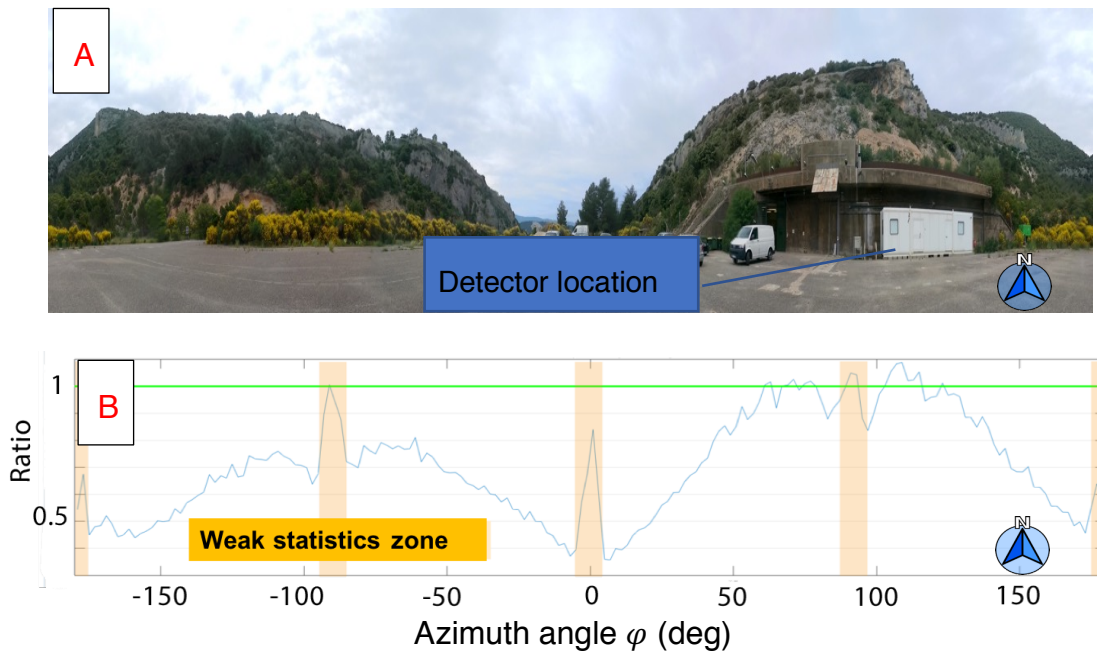 A
Detector location
N
B
Ratio
1
0.5
Weak statistics zone
N
-150 -100 -50 0 50 100 150
Azimuth angle φ (deg)